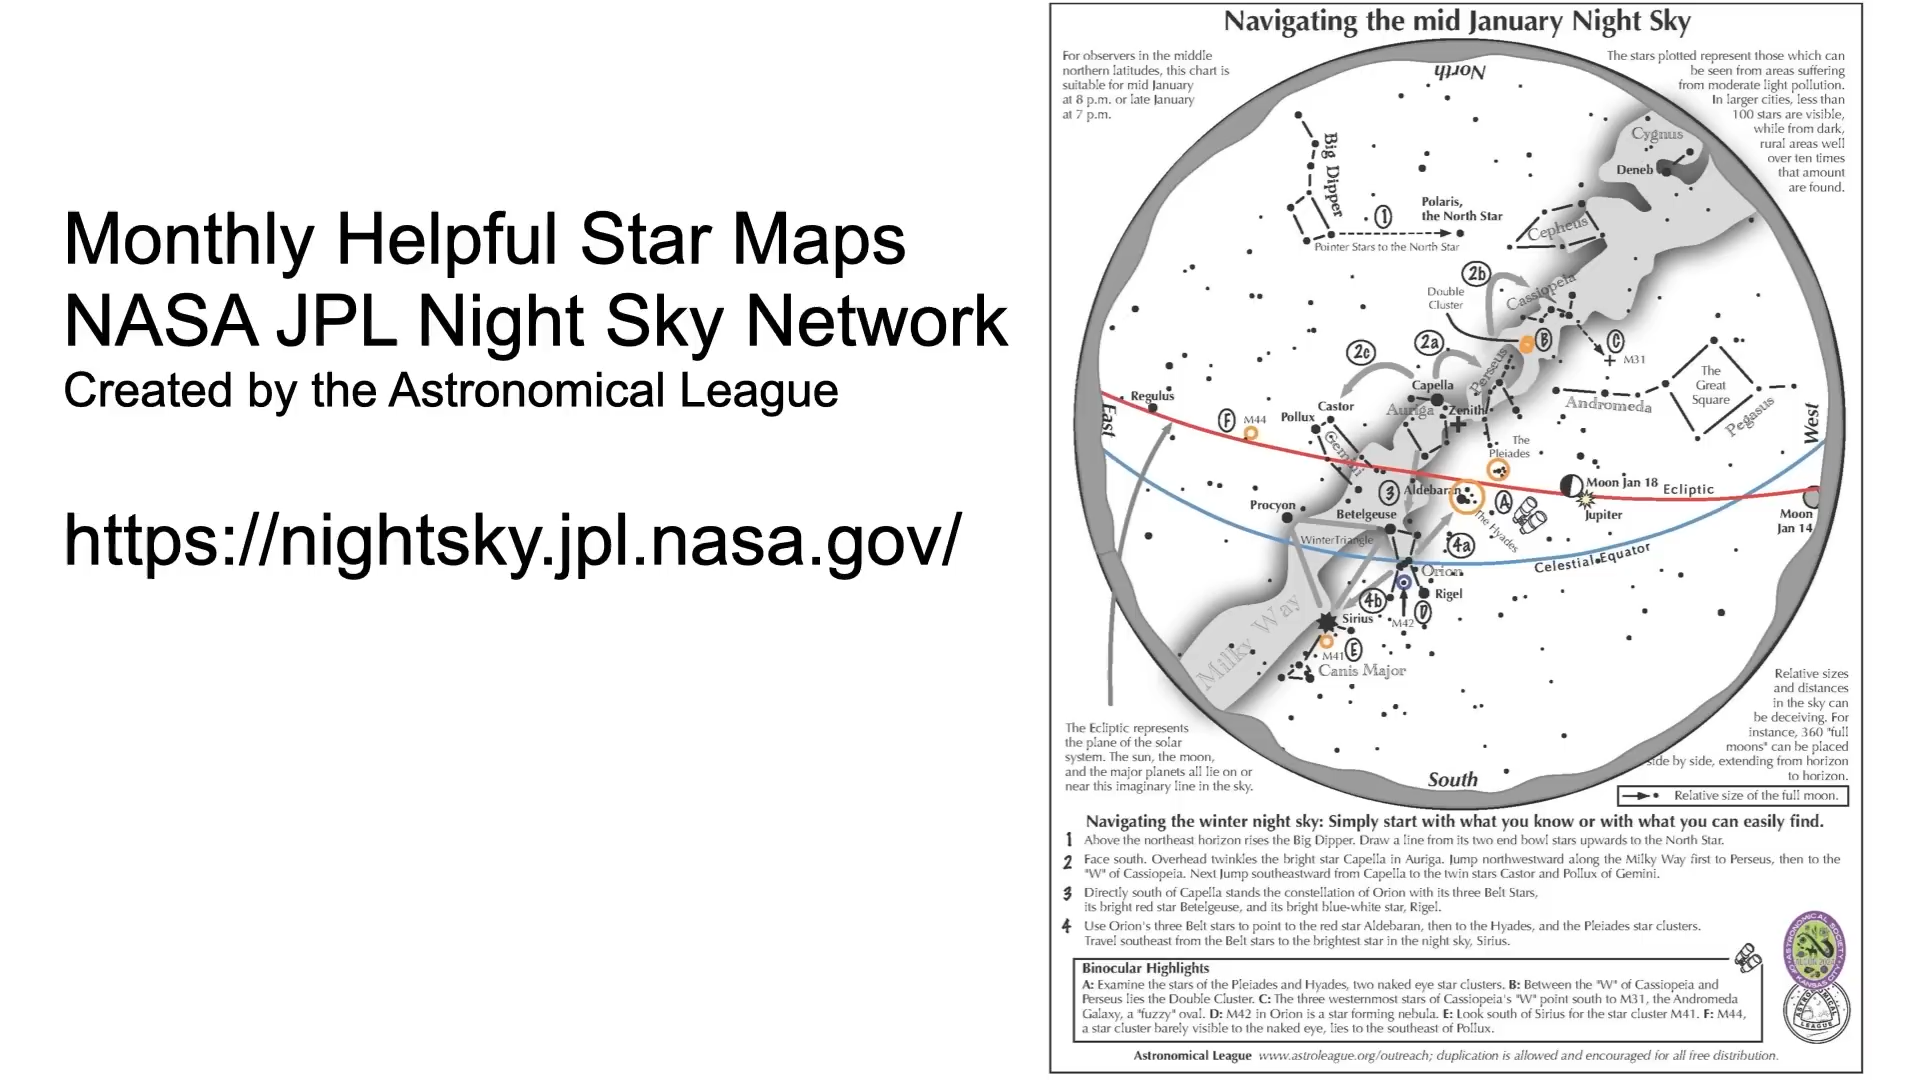 Monthly Helpful Star Maps
NASA JPL Night Sky Network
Created by the Astronomical League
https://nightsky.jpl.nasa.gov/
Navigating the mid January Night Sky
For observers in the middle
northern latitudes, this chart is
suitable for mid January
at 8 p.m. or late January
at 7 p.m.
The stars plotted represent those which can
be seen from areas suffering
from moderate light pollution.
In larger cities, less than
100 stars are visible,
while from dark,
rural areas well
over ten times
that amount
are found.
North
Big Dipper
Cygnus
Deneb
Polaris,
the North Star
1
Pointer Stars to the North Star
Cepheus
2b
Double
Cluster
Cassiopeia
B
C
M31
2c
2a
Perseus
The
Great
Square
Capella
Auriga
Zenith
Andromeda
Pegasus
Regulus
East
West
F
M44
Castor
Pollux
Gemini
The
Pleiades
3
Aldebaran
A
Moon Jan 18
Ecliptic
Jupiter
Moon
Jan 14
Procyon
Betelgeuse
The Hyades
Winter Triangle
4a
Celestial Equator
Orion
Rigel
4b
D
M42
Milky Way
Sirius
M41
E
Canis Major
The Ecliptic represents
the plane of the solar
system. The sun, the moon,
and the major planets all lie on or
near this imaginary line in the sky.
South
Relative sizes
and distances
in the sky can
be deceiving. For
instance, 360 "full
moons" can be placed
side by side, extending from horizon
to horizon.
Relative size of the full moon.
Navigating the winter night sky: Simply start with what you know or with what you can easily find.
1 Above the northeast horizon rises the Big Dipper. Draw a line from its two end bowl stars upwards to the North Star.
2 Face south. Overhead twinkles the bright star Capella in Auriga. Jump northwestward along the Milky Way first to Perseus, then to the
"W" of Cassiopeia. Next Jump southeastward from Capella to the twin stars Castor and Pollux of Gemini.
3 Directly south of Capella stands the constellation of Orion with its three Belt Stars,
its bright red star Betelgeuse, and its bright blue-white star, Rigel.
4 Use Orion's three Belt stars to point to the red star Aldebaran, then to the Hyades, and the Pleiades star clusters.
Travel southeast from the Belt stars to the brightest star in the night sky, Sirius.
Binocular Highlights
A: Examine the stars of the Pleiades and Hyades, two naked eye star clusters. B: Between the "W" of Cassiopeia and
Perseus lies the Double Cluster. C: The three westernmost stars of Cassiopeia's "W" point south to M31, the Andromeda
Galaxy, a "fuzzy" oval. D: M42 in Orion is a star forming nebula. E: Look south of Sirius for the star cluster M41. F: M44,
a star cluster barely visible to the naked eye, lies to the southeast of Pollux.
Astronomical League www.astroleague.org/outreach; duplication is allowed and encouraged for all free distribution.
ASTRONOMICAL SOCIETY
OF KANSAS CITY
ASTRONOMICAL
LEAGUE